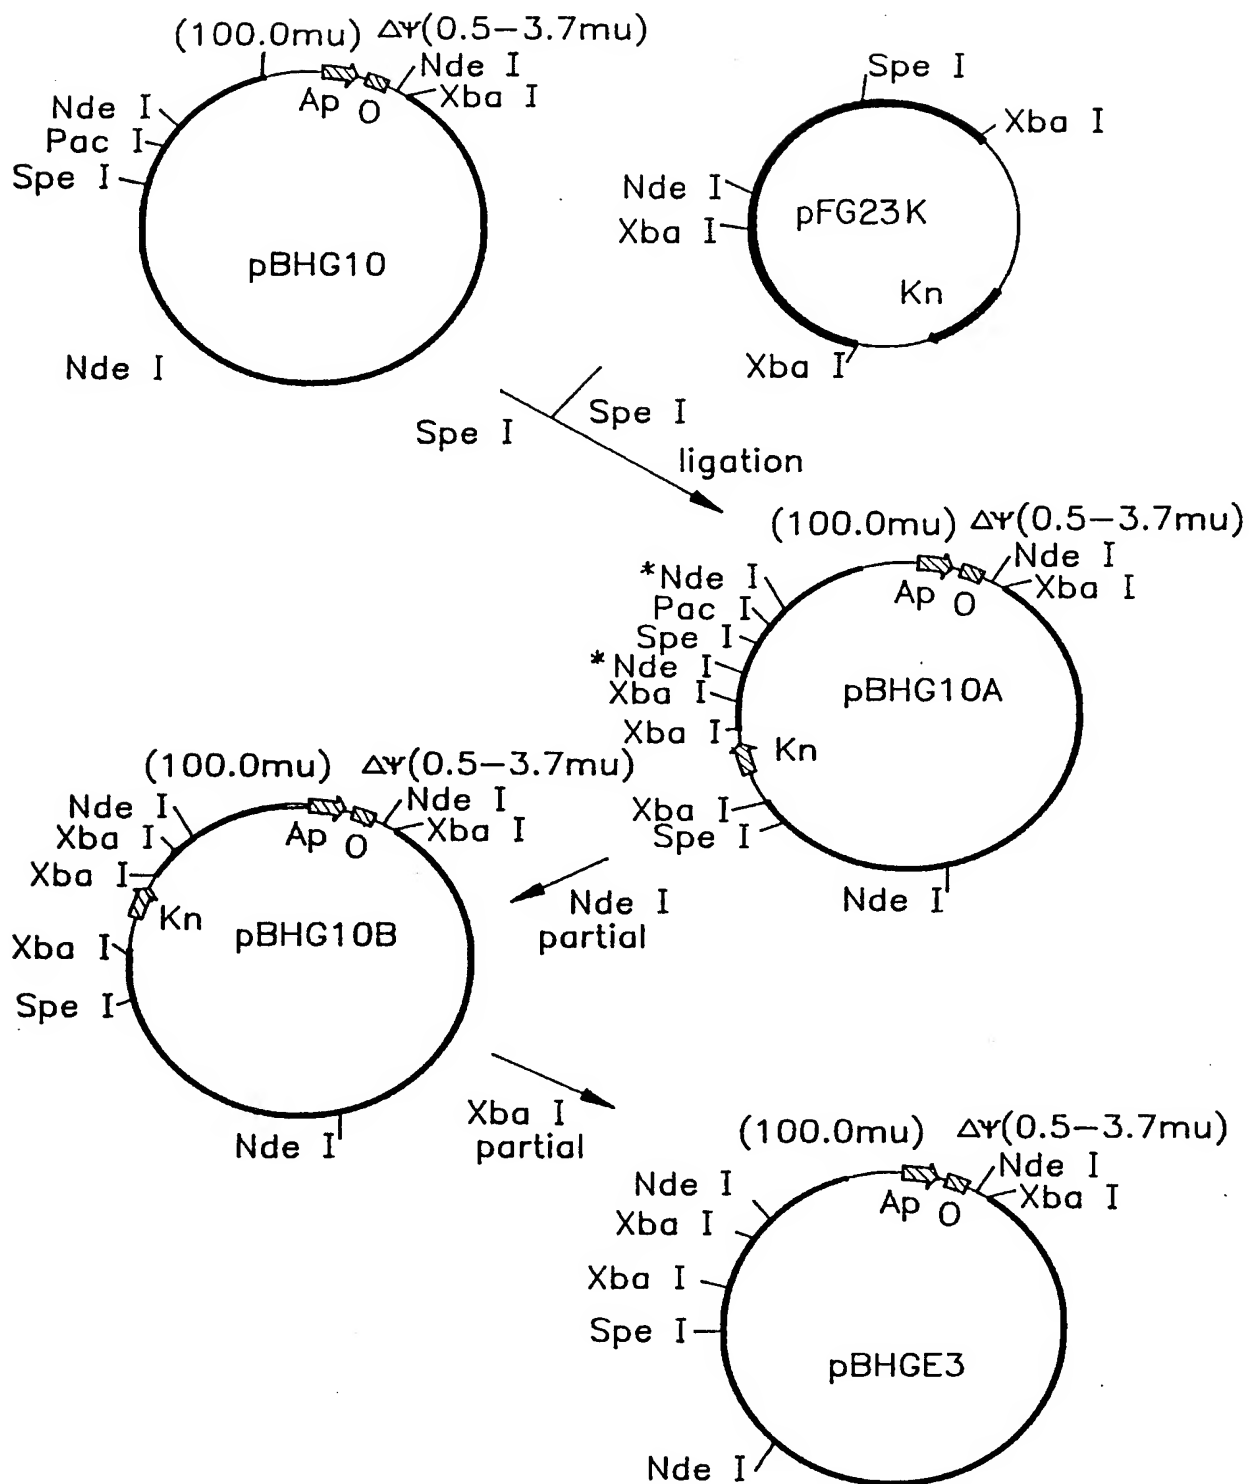 (100.0mu) ΔΨ(0.5−3.7mu)
Nde I
Xba I
Ap O
Nde I
Pac I
Spe I
pBHG10
Nde I
Spe I
Xba I
Nde I
Xba I
pFG23K
Kn
Xba I
Spe I
Spe I
ligation
(100.0mu) ΔΨ(0.5−3.7mu)
Nde I
Xba I
Ap O
*Nde I
Pac I
Spe I
*Nde I
Xba I
Xba I
Kn
pBHG10A
Xba I
Spe I
Nde I
Nde I
partial
(100.0mu) ΔΨ(0.5−3.7mu)
Nde I
Xba I
Ap O
Nde I
Xba I
Xba I
Kn
pBHG10B
Xba I
Spe I
Nde I
Xba I
partial
(100.0mu) ΔΨ(0.5−3.7mu)
Nde I
Xba I
Ap O
Nde I
Xba I
Xba I
Spe I
pBHGE3
Nde I